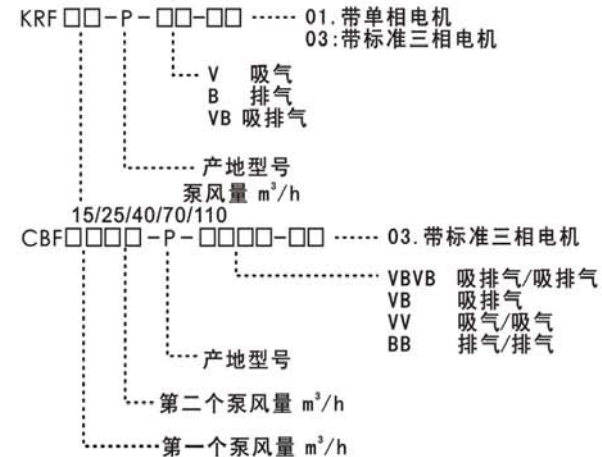 KRF□□-P-□□-□□ ······ 01.带单相电机
03:带标准三相电机
V 吸气
B 排气
VB 吸排气
产地型号
泵风量 m³/h
15/25/40/70/110
CBF□□□□-P-□□□□-□□ ······ 03.带标准三相电机
VBVB 吸排气/吸排气
VB 吸排气
VV 吸气/吸气
BB 排气/排气
产地型号
第二个泵风量 m³/h
第一个泵风量 m³/h